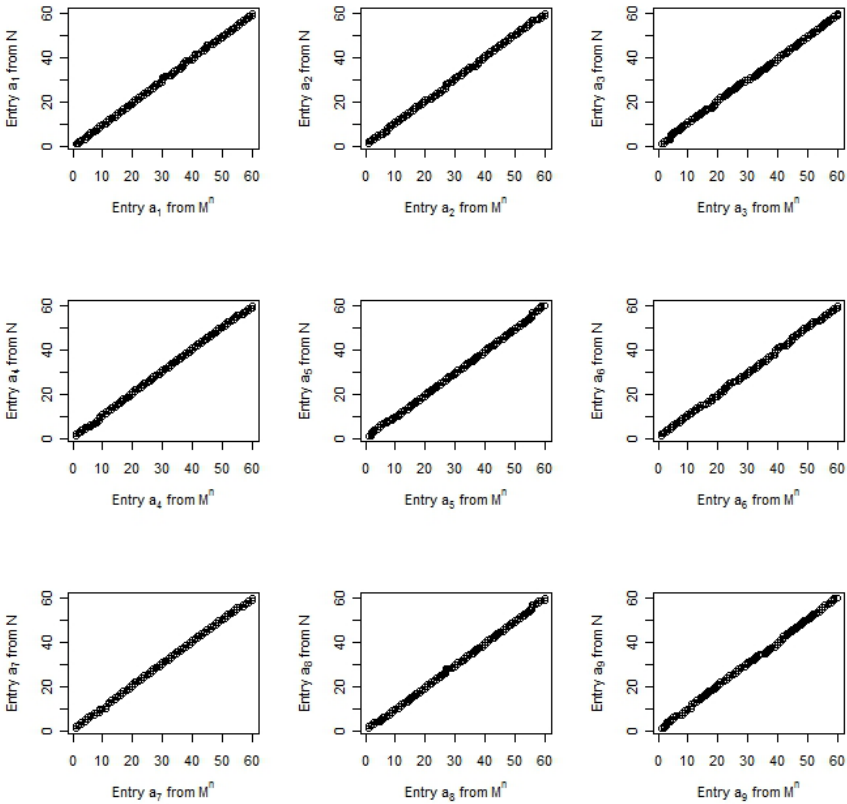 Entry a₁ from N
60
40
20
0
0 10 20 30 40 50 60
Entry a₁ from Mⁿ
Entry a₂ from N
60
40
20
0
0 10 20 30 40 50 60
Entry a₂ from Mⁿ
Entry a₃ from N
60
40
20
0
0 10 20 30 40 50 60
Entry a₃ from Mⁿ
Entry a₄ from N
60
40
20
0
0 10 20 30 40 50 60
Entry a₄ from Mⁿ
Entry a₅ from N
60
40
20
0
0 10 20 30 40 50 60
Entry a₅ from Mⁿ
Entry a₆ from N
60
40
20
0
0 10 20 30 40 50 60
Entry a₆ from Mⁿ
Entry a₇ from N
60
40
20
0
0 10 20 30 40 50 60
Entry a₇ from Mⁿ
Entry a₈ from N
60
40
20
0
0 10 20 30 40 50 60
Entry a₈ from Mⁿ
Entry a₉ from N
60
40
20
0
0 10 20 30 40 50 60
Entry a₉ from Mⁿ